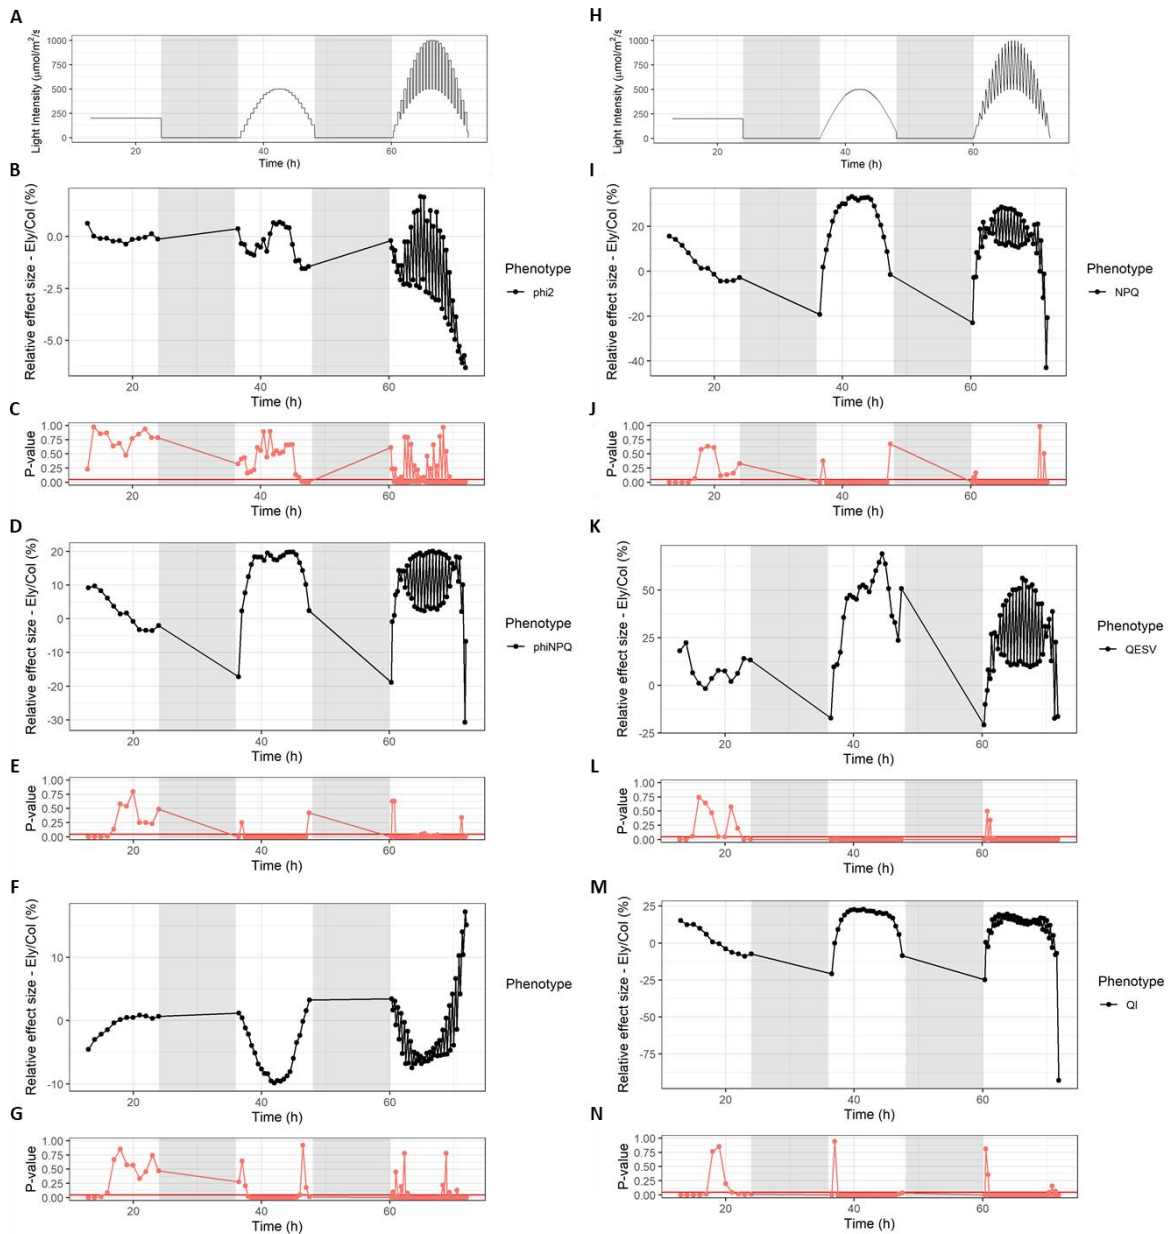 A
Light Intensity (μmol/m²/s
1000
750
500
250
0
20
40
60
Time (h)
B
Relative effect size - Ely/Col (%)
0.0
-2.5
-5.0
20
40
60
Time (h)
Phenotype
phi2
C
P-value
1.00
0.75
0.50
0.25
0.00
20
40
60
Time (h)
D
Relative effect size - Ely/Col (%)
20
10
0
-10
-20
-30
20
40
60
Time (h)
Phenotype
phiNPQ
E
P-value
1.00
0.75
0.50
0.25
0.00
20
40
60
Time (h)
F
Relative effect size - Ely/Col (%)
10
0
-10
20
40
60
Time (h)
Phenotype
G
P-value
1.00
0.75
0.50
0.25
0.00
20
40
60
Time (h)
H
Light Intensity (μmol/m²/s
1000
750
500
250
0
20
40
60
Time (h)
I
Relative effect size - Ely/Col (%)
20
0
-20
-40
20
40
60
Time (h)
Phenotype
NPQ
J
P-value
1.00
0.75
0.50
0.25
0.00
20
40
60
Time (h)
K
Relative effect size - Ely/Col (%)
50
25
0
-25
20
40
60
Time (h)
Phenotype
QESV
L
P-value
1.00
0.75
0.50
0.25
0.00
20
40
60
Time (h)
M
Relative effect size - Ely/Col (%)
25
0
-25
-50
-75
20
40
60
Time (h)
Phenotype
QI
N
P-value
1.00
0.75
0.50
0.25
0.00
20
40
60
Time (h)